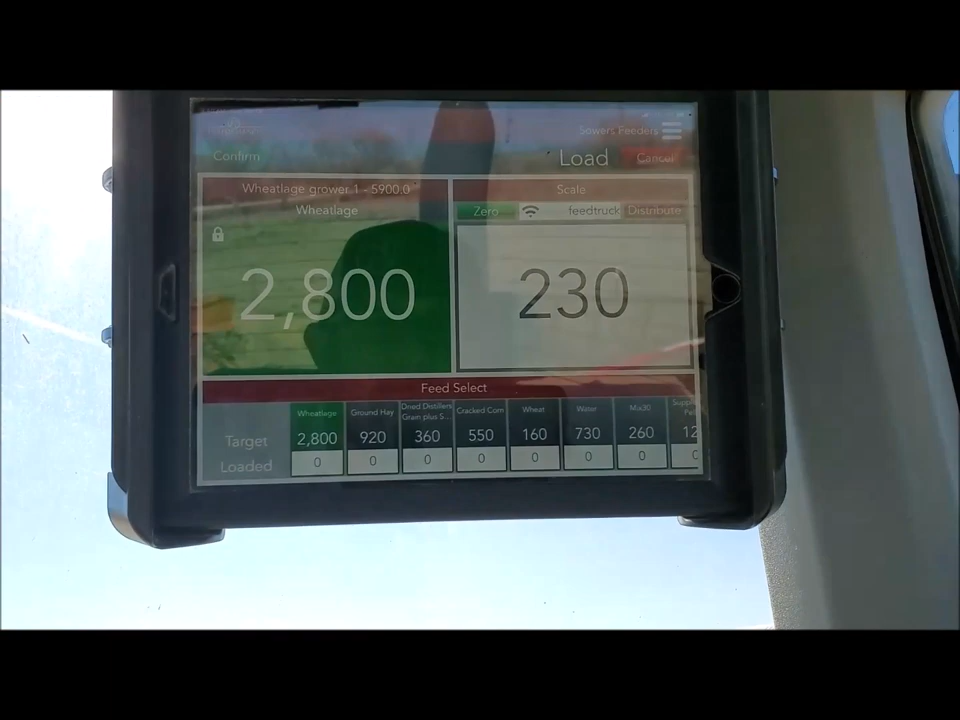 Sowers Feeders
Confirm Load Cancel
Wheatlage grower 1 - 5900.0
Wheatlage
2,800
Scale
Zero feedtruck Distribute
230
Feed Select
Wheatlage Ground Hay Dried Distillers Grain plus S... Cracked Corn Wheat Water Mix30
Target 2,800 920 360 550 160 730 260 12
Loaded 0 0 0 0 0 0 0 0